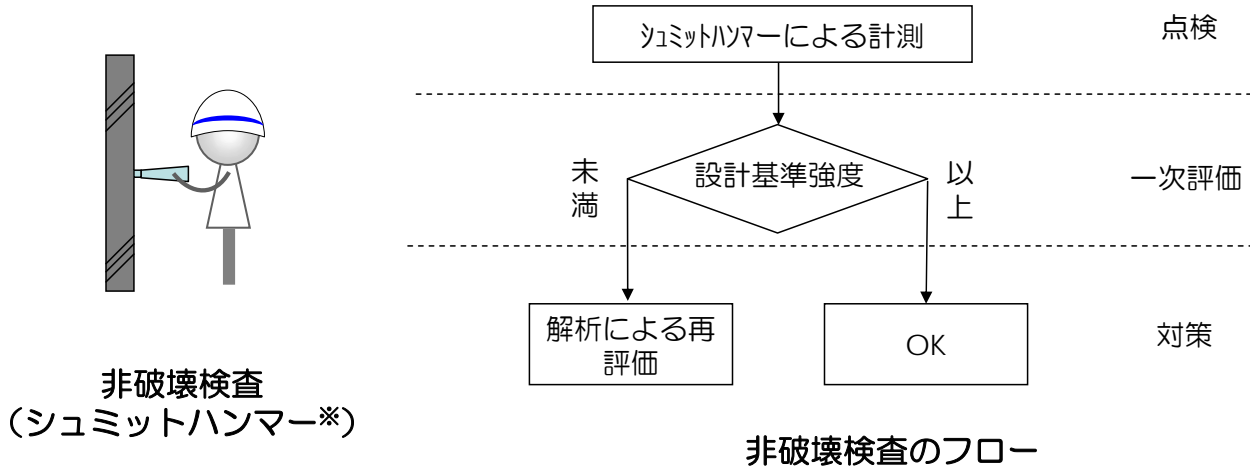 シュミットハンマーによる計測
点検
未満
設計基準強度
以上
一次評価
解析による再
評価
OK
対策
非破壊検査
（シュミットハンマー※）
非破壊検査のフロー